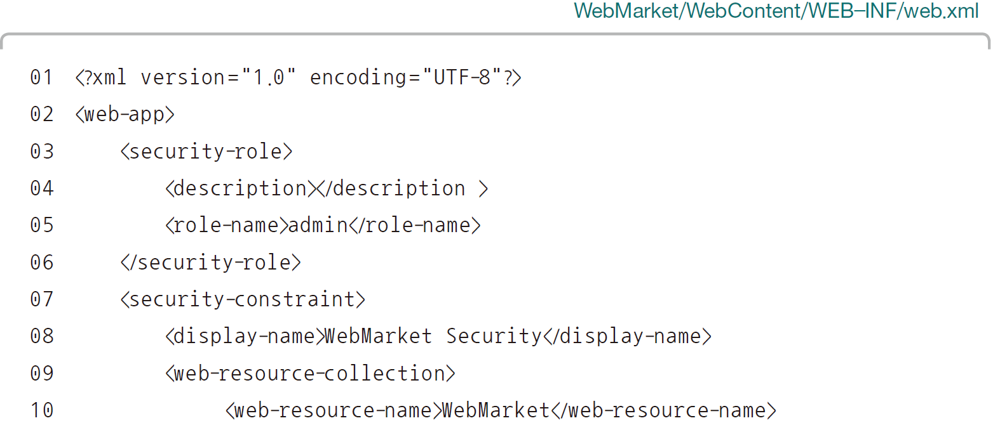 WebMarket/WebContent/WEB-INF/web.xml
01 <?xml version="1.0" encoding="UTF-8"?>
02 <web-app>
03 <security-role>
04 <description></description >
05 <role-name>admin</role-name>
06 </security-role>
07 <security-constraint>
08 <display-name>WebMarket Security</display-name>
09 <web-resource-collection>
10 <web-resource-name>WebMarket</web-resource-name>